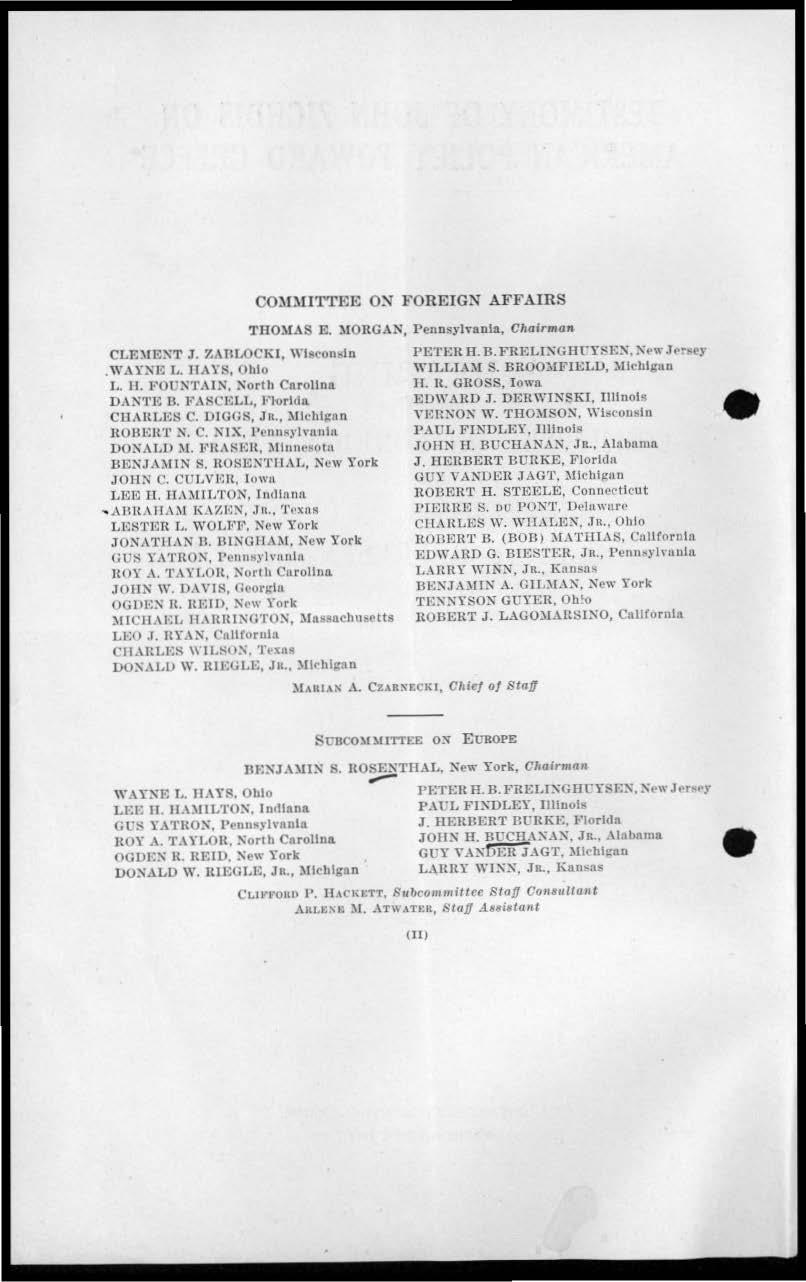 COMMITTEE ON FOREIGN AFFAIRS
THOMAS E. MORGAN, Pennsylvania, Chairman
CLEMENT J. ZABLOCKI, Wisconsin
WAYNE L. HAYS, Ohio
L. H. FOUNTAIN, North Carolina
DANTE B. FASCELL, Florida
CHARLES C. DIGGS, JR., Michigan
ROBERT N. C. NIX, Pennsylvania
DONALD M. FRASER, Minnesota
BENJAMIN S. ROSENTHAL, New York
JOHN C. CULVER, Iowa
LEE H. HAMILTON, Indiana
ABRAHAM KAZEN, JR., Texas
LESTER L. WOLFF, New York
JONATHAN B. BINGHAM, New York
GUS YATRON, Pennsylvania
ROY A. TAYLOR, North Carolina
JOHN W. DAVIS, Georgia
OGDEN R. REID, New York
MICHAEL HARRINGTON, Massachusetts
LEO J. RYAN, California
CHARLES WILSON, Texas
DONALD W. RIEGLE, JR., Michigan
PETER H. B. FRELINGHUYSEN, New Jersey
WILLIAM S. BROOMFIELD, Michigan
H. R. GROSS, Iowa
EDWARD J. DERWINSKI, Illinois
VERNON W. THOMSON, Wisconsin
PAUL FINDLEY, Illinois
JOHN H. BUCHANAN, JR., Alabama
J. HERBERT BURKE, Florida
GUY VANDER JAGT, Michigan
ROBERT H. STEELE, Connecticut
PIERRE S. DU PONT, Delaware
CHARLES W. WHALEN, JR., Ohio
ROBERT B. (BOB) MATHIAS, California
EDWARD G. BIESTER, JR., Pennsylvania
LARRY WINN, JR., Kansas
BENJAMIN A. GILMAN, New York
TENNYSON GUYER, Ohio
ROBERT J. LAGOMARSINO, California
MARIAN A. CZARNECKI, Chief of Staff
SUBCOMMITTEE ON EUROPE
BENJAMIN S. ROSENTHAL, New York, Chairman
WAYNE L. HAYS, Ohio
LEE H. HAMILTON, Indiana
GUS YATRON, Pennsylvania
ROY A. TAYLOR, North Carolina
OGDEN R. REID, New York
DONALD W. RIEGLE, JR., Michigan
PETER H. B. FRELINGHUYSEN, New Jersey
PAUL FINDLEY, Illinois
J. HERBERT BURKE, Florida
JOHN H. BUCHANAN, JR., Alabama
GUY VANDER JAGT, Michigan
LARRY WINN, JR., Kansas
CLIFFORD P. HACKETT, Subcommittee Staff Consultant
ARLENE M. ATWATER, Staff Assistant
(II)